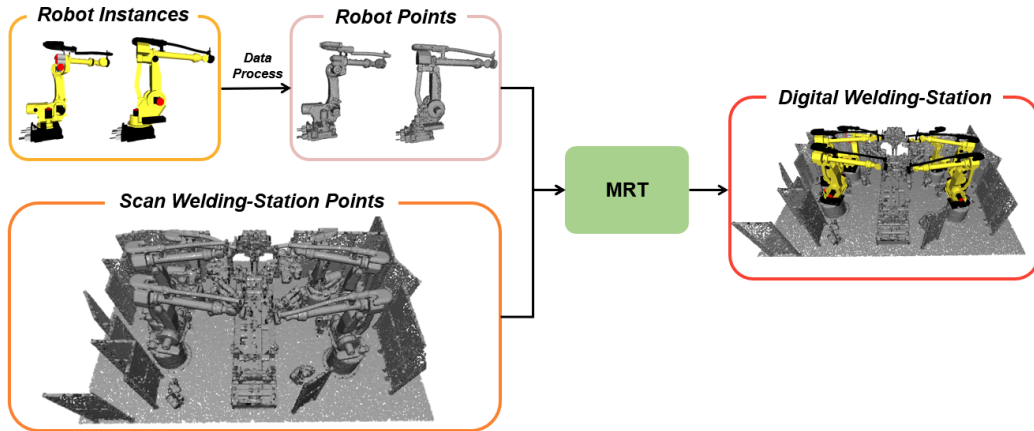 Robot Instances
Data
Process
Robot Points
Scan Welding-Station Points
MRT
Digital Welding-Station